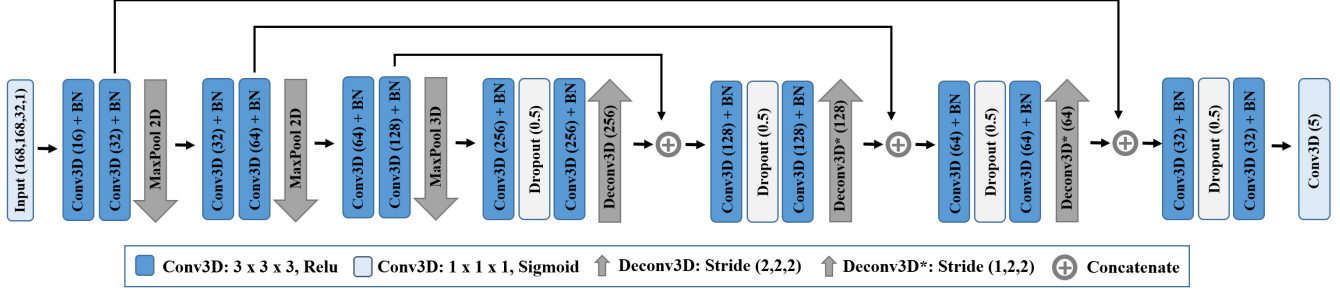 Input (168,168,32,1)
Conv3D (16) + BN
Conv3D (32) + BN
MaxPool 2D
Conv3D (32) + BN
Conv3D (64) + BN
MaxPool 2D
Conv3D (64) + BN
Conv3D (128) + BN
MaxPool 3D
Conv3D (256) + BN
Dropout (0.5)
Conv3D (256) + BN
Deconv3D (256)
Conv3D (128) + BN
Dropout (0.5)
Conv3D (128) + BN
Deconv3D* (128)
Conv3D (64) + BN
Dropout (0.5)
Conv3D (64) + BN
Deconv3D* (64)
Conv3D (32) + BN
Dropout (0.5)
Conv3D (32) + BN
Conv3D (5)
Conv3D: 3 x 3 x 3, Relu
Conv3D: 1 x 1 x 1, Sigmoid
Deconv3D: Stride (2,2,2)
Deconv3D*: Stride (1,2,2)
Concatenate